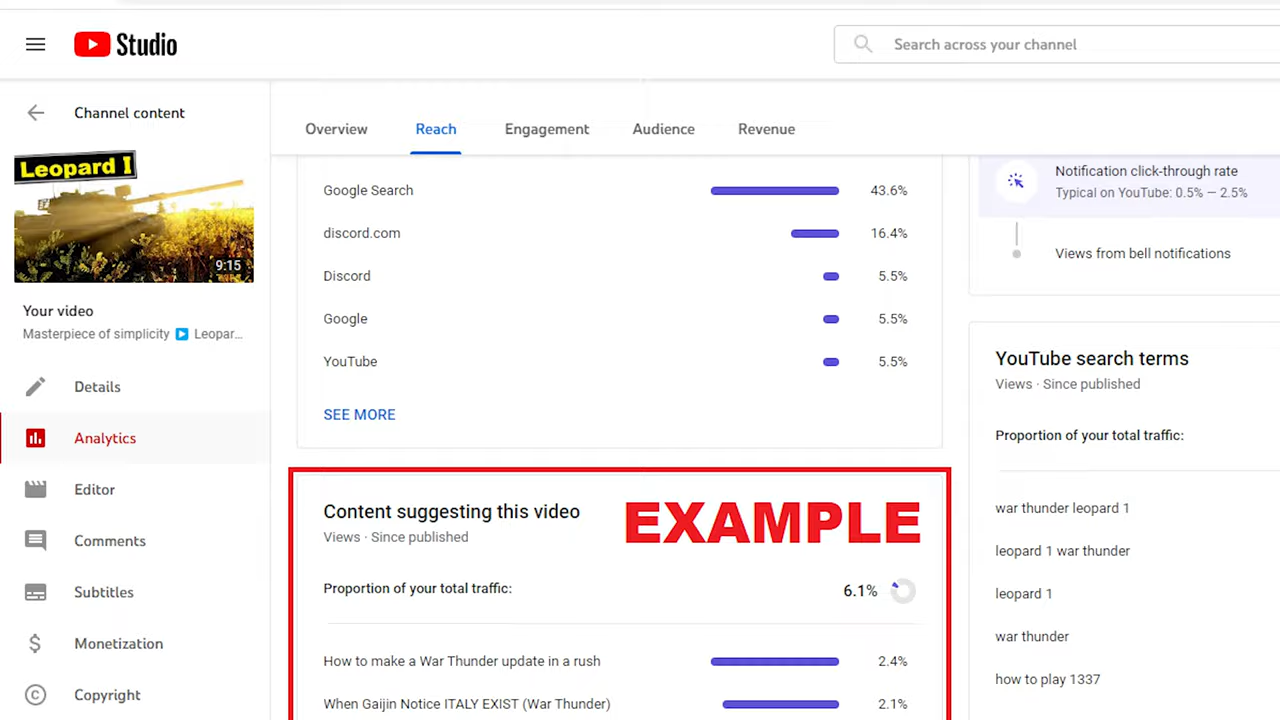 Studio
Search across your channel
Channel content
Leopard I
9:15
Your video
Masterpiece of simplicity ▶ Leopar...
Details
Analytics
Editor
Comments
Subtitles
Monetization
Copyright
Overview Reach Engagement Audience Revenue
Google Search 43.6%
discord.com 16.4%
Discord 5.5%
Google 5.5%
YouTube 5.5%
SEE MORE
Content suggesting this video
EXAMPLE
Views · Since published
Proportion of your total traffic: 6.1%
How to make a War Thunder update in a rush 2.4%
When Gaijin Notice ITALY EXIST (War Thunder) 2.1%
Notification click-through rate
Typical on YouTube: 0.5% — 2.5%
Views from bell notifications
YouTube search terms
Views · Since published
Proportion of your total traffic:
war thunder leopard 1
leopard 1 war thunder
leopard 1
war thunder
how to play 1337